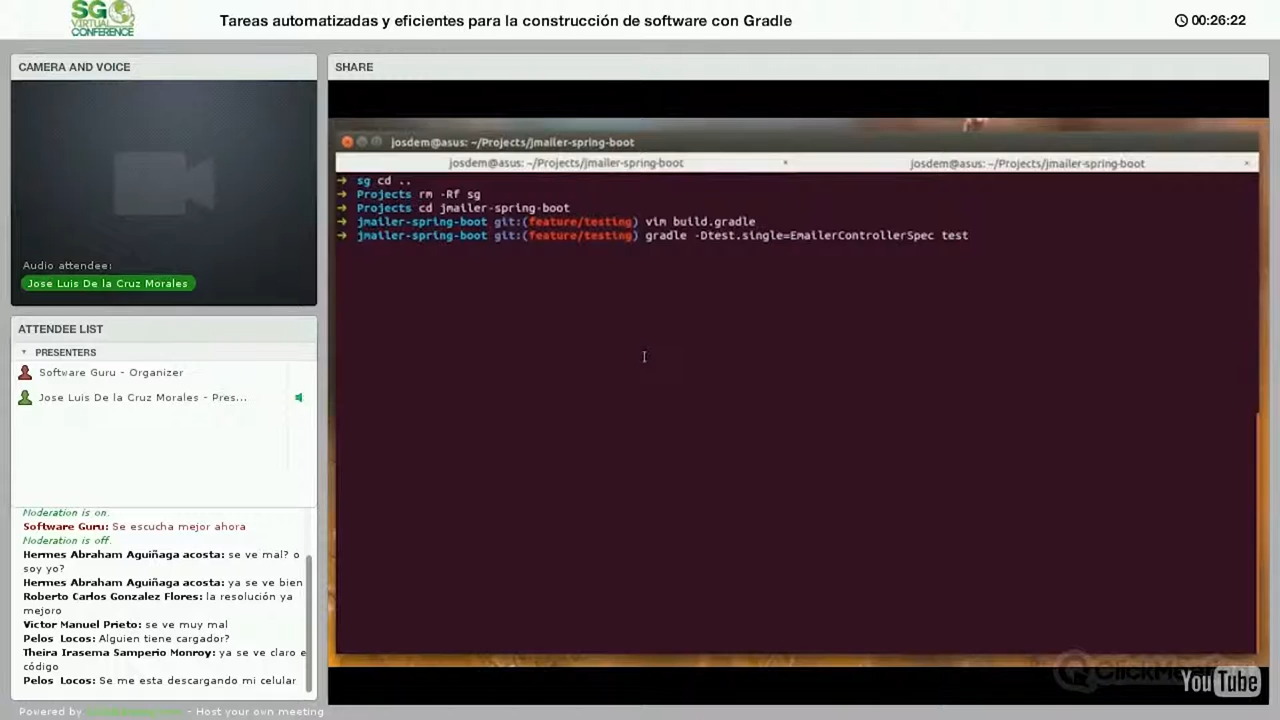 SG
VIRTUAL
CONFERENCE
Tareas automatizadas y eficientes para la construcción de software con Gradle
00:26:22
CAMERA AND VOICE
Audio attendee:
Jose Luis De la Cruz Morales
ATTENDEE LIST
PRESENTERS
Software Guru - Organizer
Jose Luis De la Cruz Morales - Pres...
Moderation is on.
Software Guru: Se escucha mejor ahora
Moderation is off.
Hermes Abraham Aguiñaga acosta: se ve mal? o
soy yo?
Hermes Abraham Aguiñaga acosta: ya se ve bien
Roberto Carlos Gonzalez Flores: la resolución ya
mejoro
Victor Manuel Prieto: se ve muy mal
Pelos Locos: Alguien tiene cargador?
Theira Irasema Samperio Monroy: ya se ve claro e
código
Pelos Locos: Se me esta descargando mi celular
Powered by - Host your own meeting
SHARE
josdem@asus: ~/Projects/jmailer-spring-boot
josdem@asus: ~/Projects/jmailer-spring-boot × josdem@asus: ~/Projects/jmailer-spring-boot ×
→ sg cd ..
→ Projects rm -Rf sg
→ Projects cd jmailer-spring-boot
→ jmailer-spring-boot git:(feature/testing) vim build.gradle
→ jmailer-spring-boot git:(feature/testing) gradle -Dtest.single=EmailerControllerSpec test
YouTube